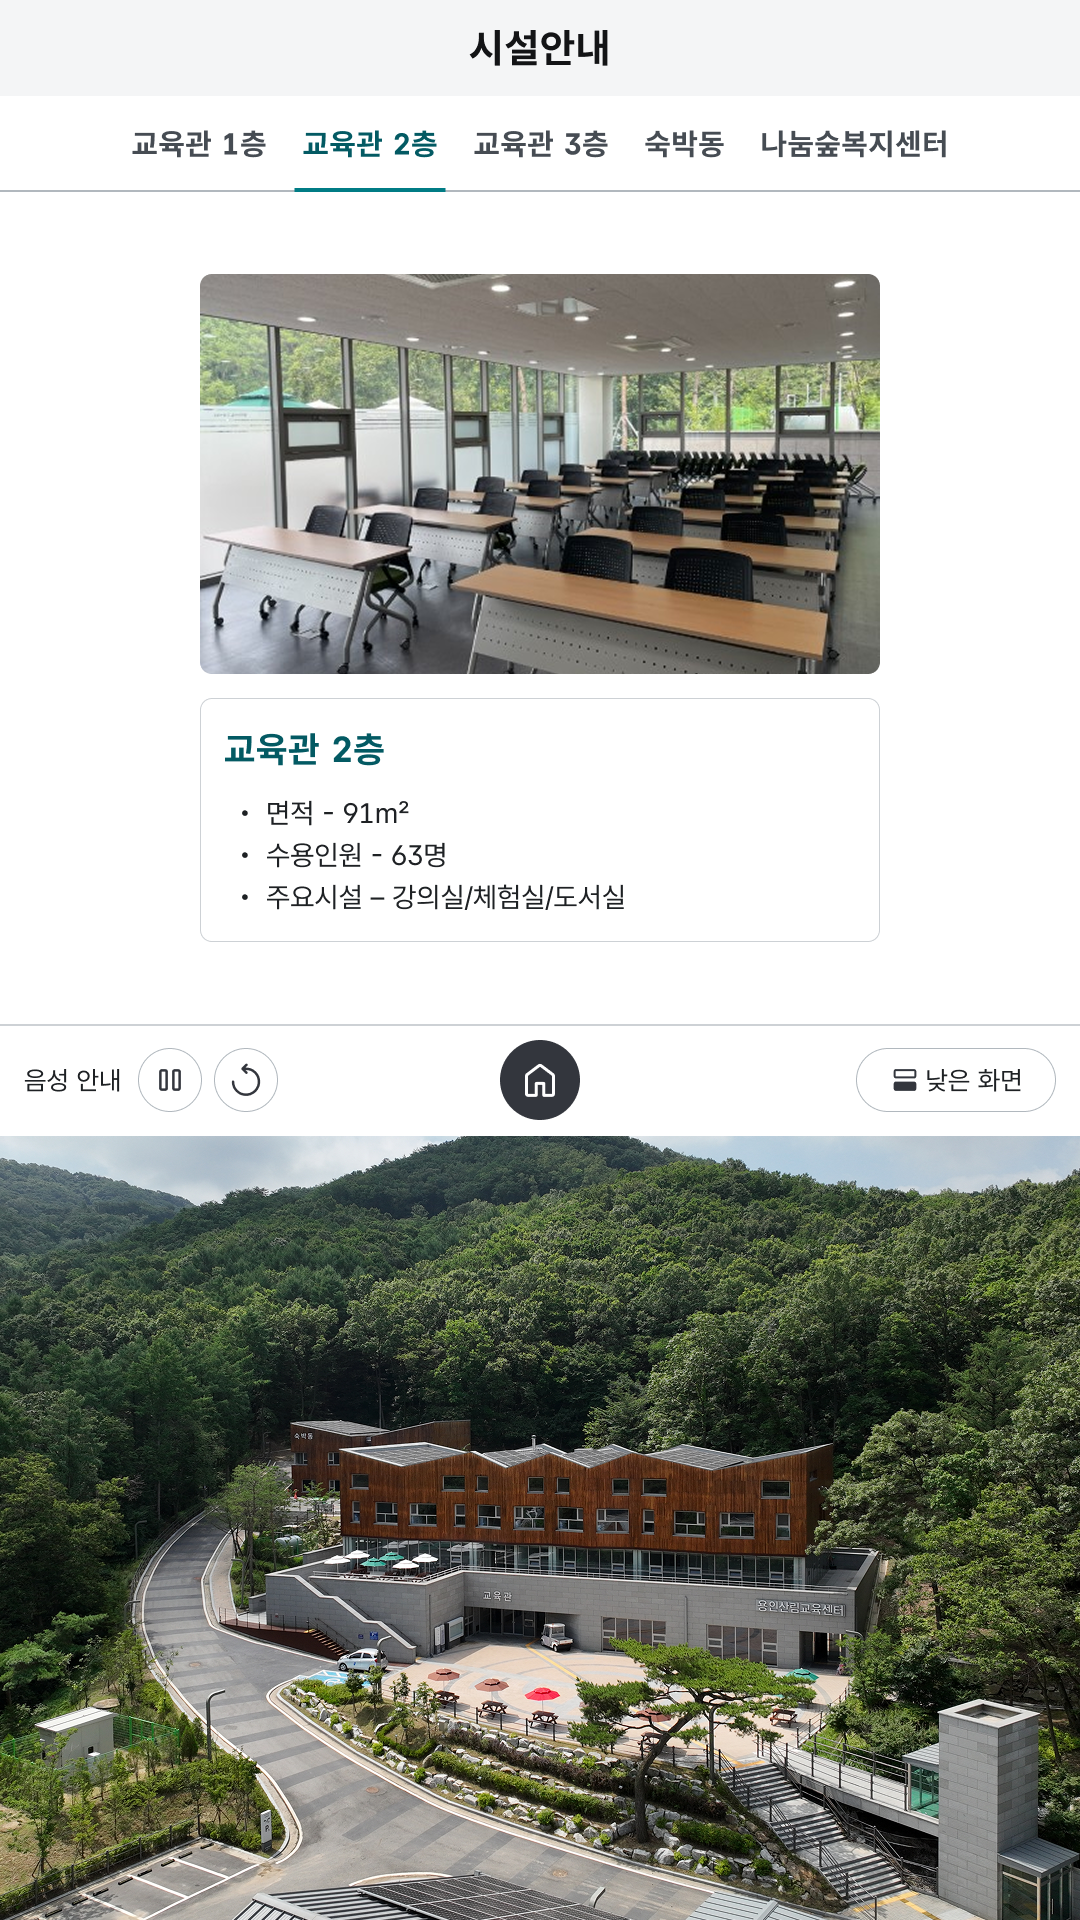 시설안내
교육관 1층
교육관 2층
교육관 3층
숙박동
나눔숲복지센터
교육관 2층
• 면적 - 91m²
• 수용인원 - 63명
• 주요시설 – 강의실/체험실/도서실
음성 안내
낮은 화면
숙박동
교육관
용인산림교육센터